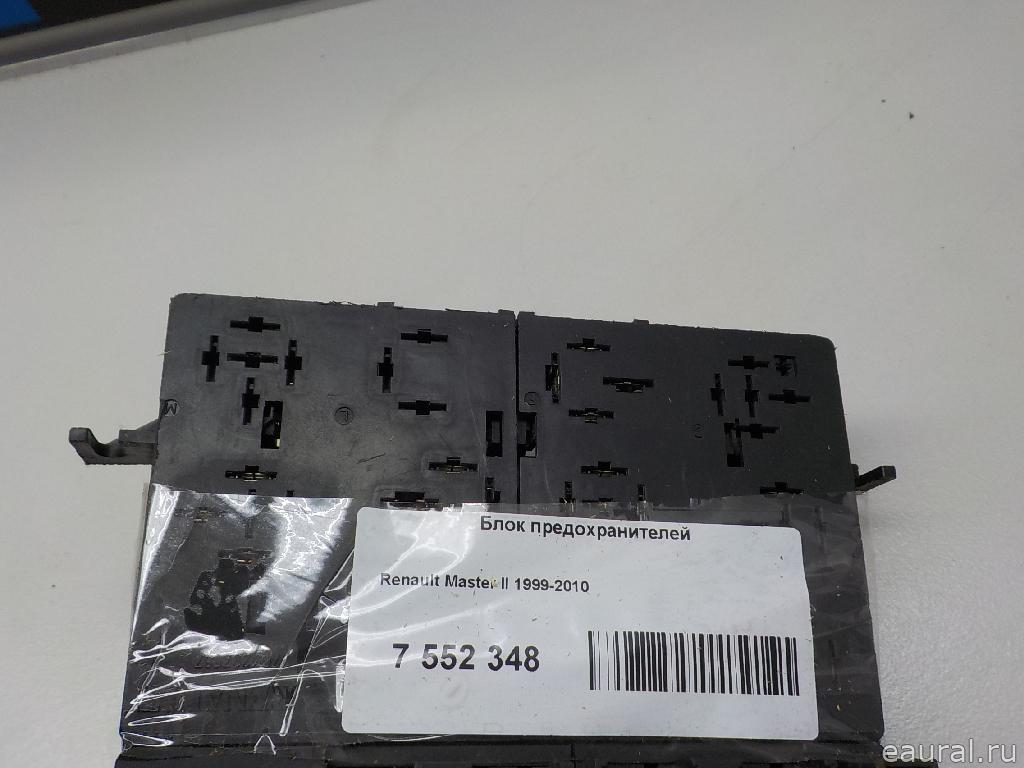 Блок предохранителей
Renault Master II 1999-2010
7 552 348
eaural.ru